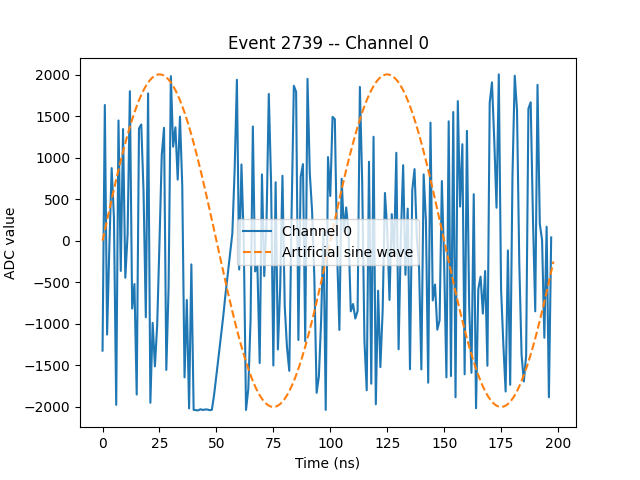 Event 2739 -- Channel 0
ADC value
2000
1500
1000
500
0
−500
−1000
−1500
−2000
Channel 0
Artificial sine wave
0 25 50 75 100 125 150 175 200
Time (ns)